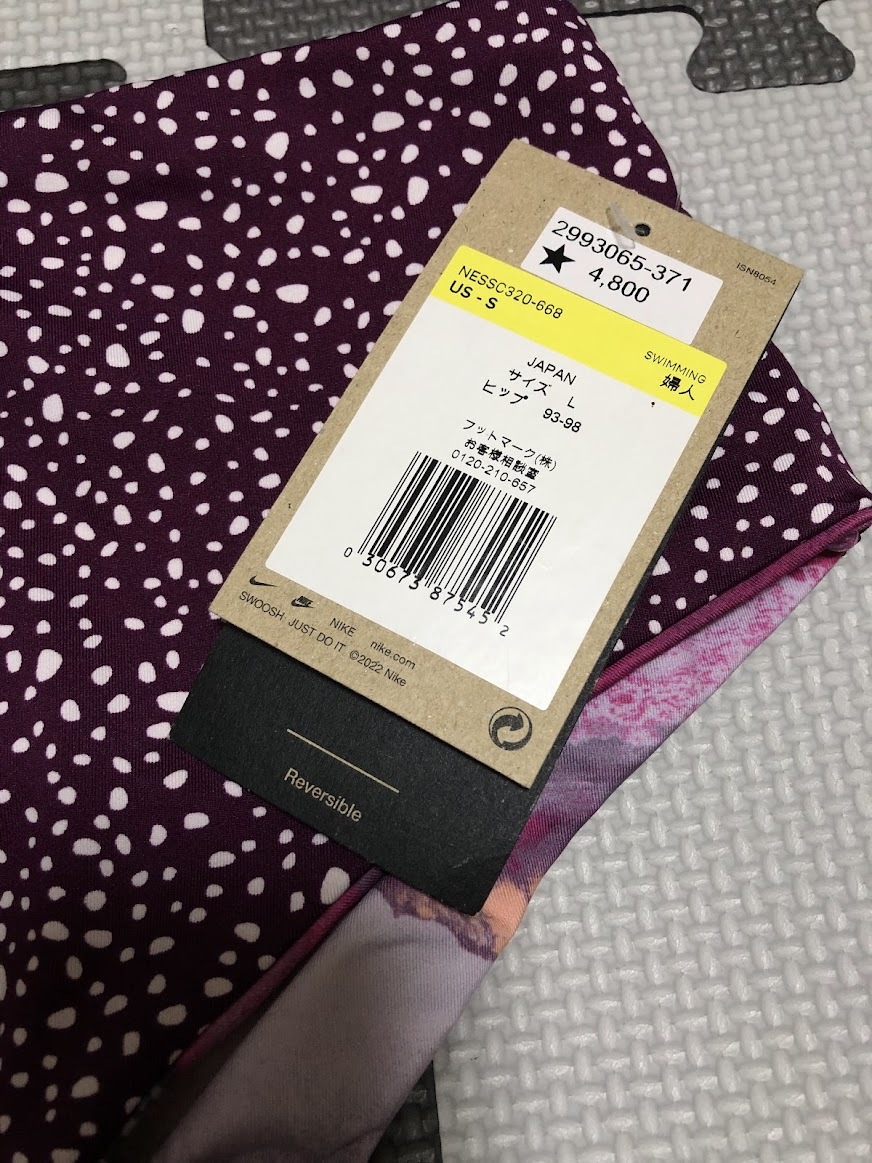 ISN8054
2993065-371
★ 4,800
NESSC320-668
US - S
SWIMMING
婦人
JAPAN
サイズ L
ヒップ 93-98
フットマーク(株)
お客様相談室
0120-210-657
0 30673 87545 2
NIKE nike.com
SWOOSH, JUST DO IT ©2022 Nike
Reversible